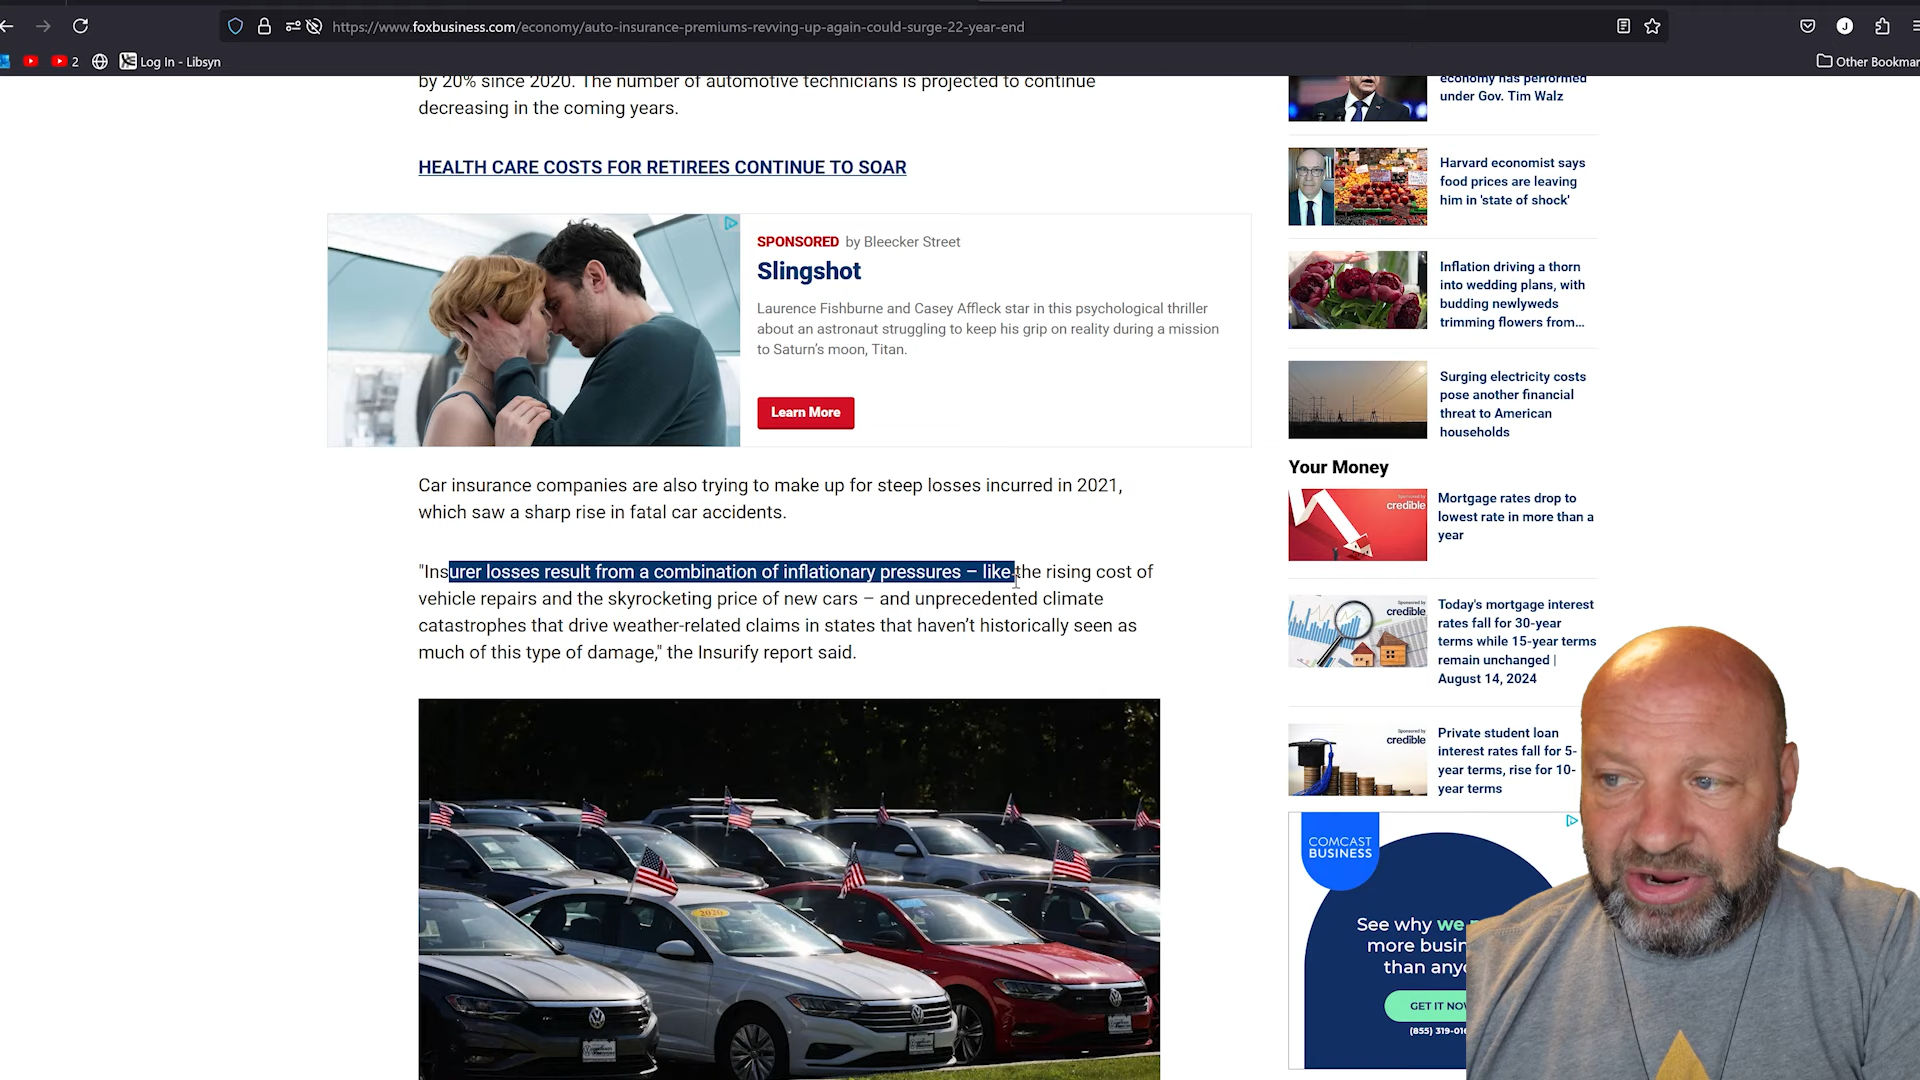 https://www.foxbusiness.com/economy/auto-insurance-premiums-revving-up-again-could-surge-22-year-end
2
Log In - Libsyn
Other Bookmar
J
by 20% since 2020. The number of automotive technicians is projected to continue
decreasing in the coming years.
HEALTH CARE COSTS FOR RETIREES CONTINUE TO SOAR
SPONSORED by Bleecker Street
Slingshot
Laurence Fishburne and Casey Affleck star in this psychological thriller
about an astronaut struggling to keep his grip on reality during a mission
to Saturn's moon, Titan.
Learn More
Car insurance companies are also trying to make up for steep losses incurred in 2021,
which saw a sharp rise in fatal car accidents.
"Insurer losses result from a combination of inflationary pressures – like the rising cost of
vehicle repairs and the skyrocketing price of new cars – and unprecedented climate
catastrophes that drive weather-related claims in states that haven't historically seen as
much of this type of damage," the Insurify report said.
2020
economy has performed
under Gov. Tim Walz
Harvard economist says
food prices are leaving
him in 'state of shock'
Inflation driving a thorn
into wedding plans, with
budding newlyweds
trimming flowers from...
Surging electricity costs
pose another financial
threat to American
households
Your Money
Sponsored by
credible
Mortgage rates drop to
lowest rate in more than a
year
Sponsored by
credible
Today's mortgage interest
rates fall for 30-year
terms while 15-year terms
remain unchanged |
August 14, 2024
Sponsored by
credible
Private student loan
interest rates fall for 5-
year terms, rise for 10-
year terms
COMCAST
BUSINESS
See why we
more busin
than any
GET IT NOW
(855) 319-016